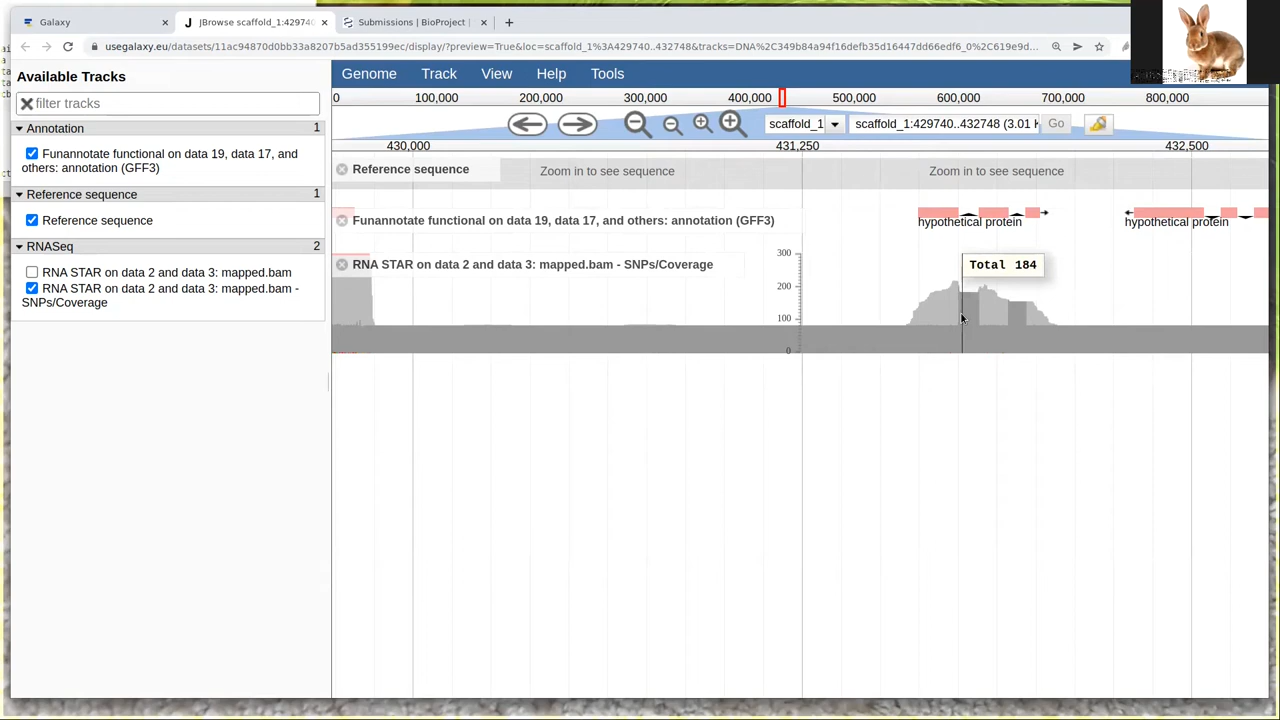 Galaxy
JBrowse scaffold_1:42974
Submissions | BioProject
usegalaxy.eu/datasets/11ac94870d0bb33a8207b5ad355199ec/display/?preview=True&loc=scaffold_1%3A429740..432748&tracks=DNA%2C349b84a94f16defb35d16447dd66edf6_0%2C619e9d...
Available Tracks
filter tracks
Annotation 1
Funannotate functional on data 19, data 17, and
others: annotation (GFF3)
Reference sequence 1
Reference sequence
RNASeq 2
RNA STAR on data 2 and data 3: mapped.bam
RNA STAR on data 2 and data 3: mapped.bam -
SNPs/Coverage
Genome Track View Help Tools
0 100,000 200,000 300,000 400,000 500,000 600,000 700,000 800,000
scaffold_1 scaffold_1:429740..432748 (3.01 Go
430,000 431,250 432,500
Reference sequence Zoom in to see sequence Zoom in to see sequence
Funannotate functional on data 19, data 17, and others: annotation (GFF3)
hypothetical protein hypothetical protein
RNA STAR on data 2 and data 3: mapped.bam - SNPs/Coverage
300
200
100
0
Total 184